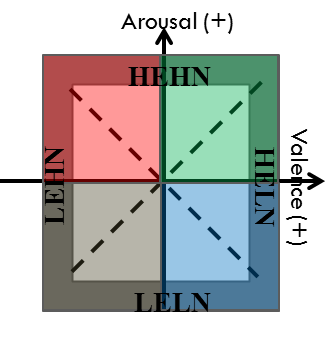 Arousal (+)
HEHN
LEHN
HELN
Valence (+)
LELN